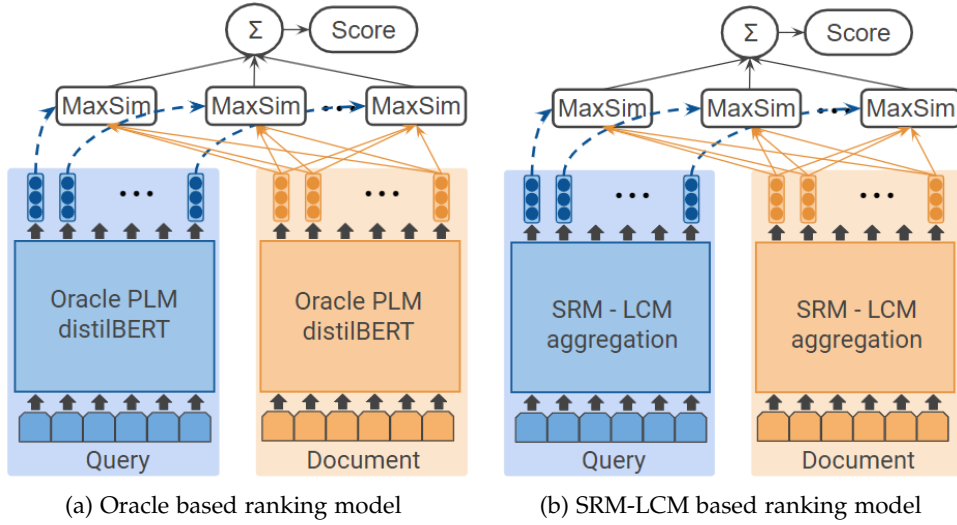 Σ
Score
MaxSim
MaxSim
...
MaxSim
...
...
Oracle PLM
distilBERT
Oracle PLM
distilBERT
Query
Document
(a) Oracle based ranking model
Σ
Score
MaxSim
MaxSim
...
MaxSim
...
...
SRM - LCM
aggregation
SRM - LCM
aggregation
Query
Document
(b) SRM-LCM based ranking model